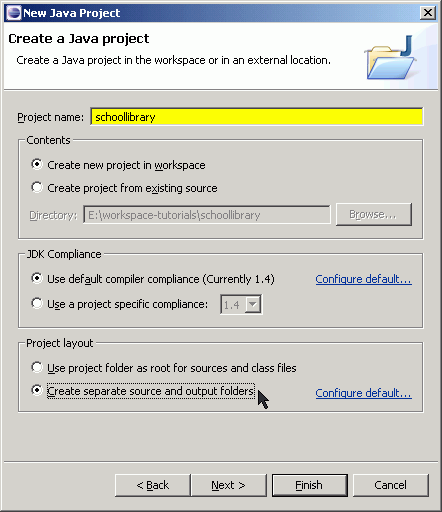 New Java Project
Create a Java project
Create a Java project in the workspace or in an external location.
Project name: schoollibrary
Contents
Create new project in workspace
Create project from existing source
Directory: E:\workspace-tutorials\schoollibrary Browse...
JDK Compliance
Use default compiler compliance (Currently 1.4) Configure default...
Use a project specific compliance: 1.4
Project layout
Use project folder as root for sources and class files
Create separate source and output folders Configure default...
< Back Next > Finish Cancel